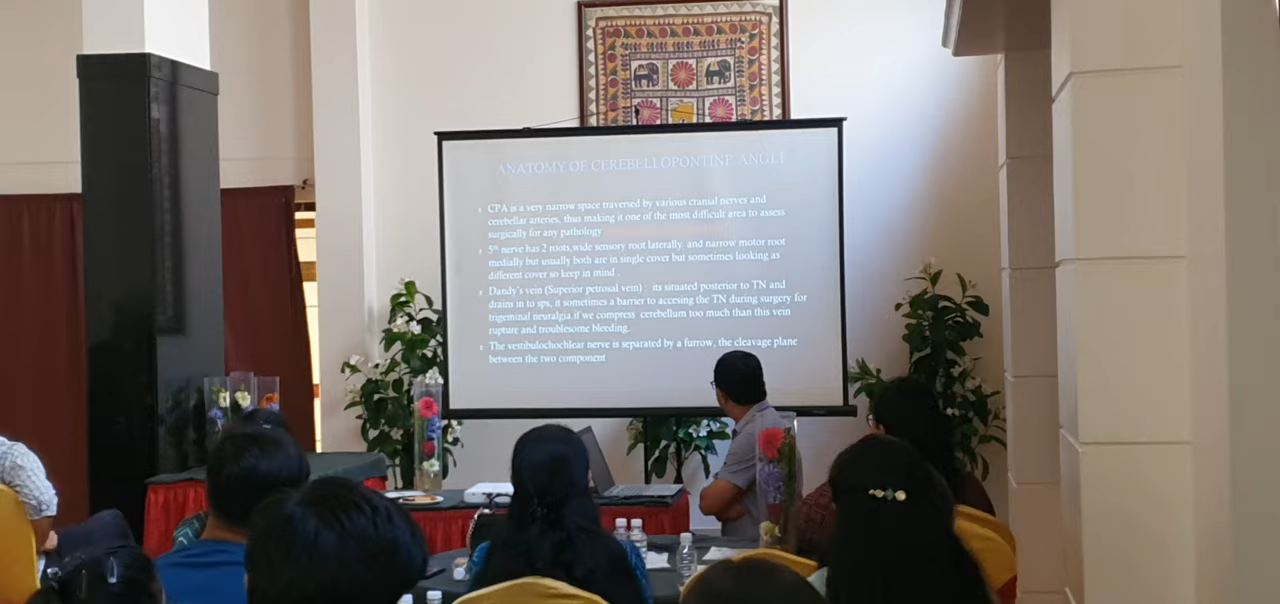 ANATOMY OF CEREBELLOPONTINE ANGLE
CPA is a very narrow space traversed by various cranial nerves and
cerebellar arteries, thus making it one of the most difficult area to assess
surgically for any pathology
5th nerve has 2 roots,wide sensory root laterally and narrow motor root
medially but usually both are in single cover but sometimes looking as
different cover so keep in mind .
Dandy's vein (Superior petrosal vein) : its situated posterior to TN and
drains in to sps, it sometimes a barrier to accesing the TN during surgery for
trigeminal neuralgia.if we compress cerebellum too much than this vein
rupture and troublesome bleeding.
The vestibulochochlear nerve is separated by a furrow, the cleavage plane
between the two component